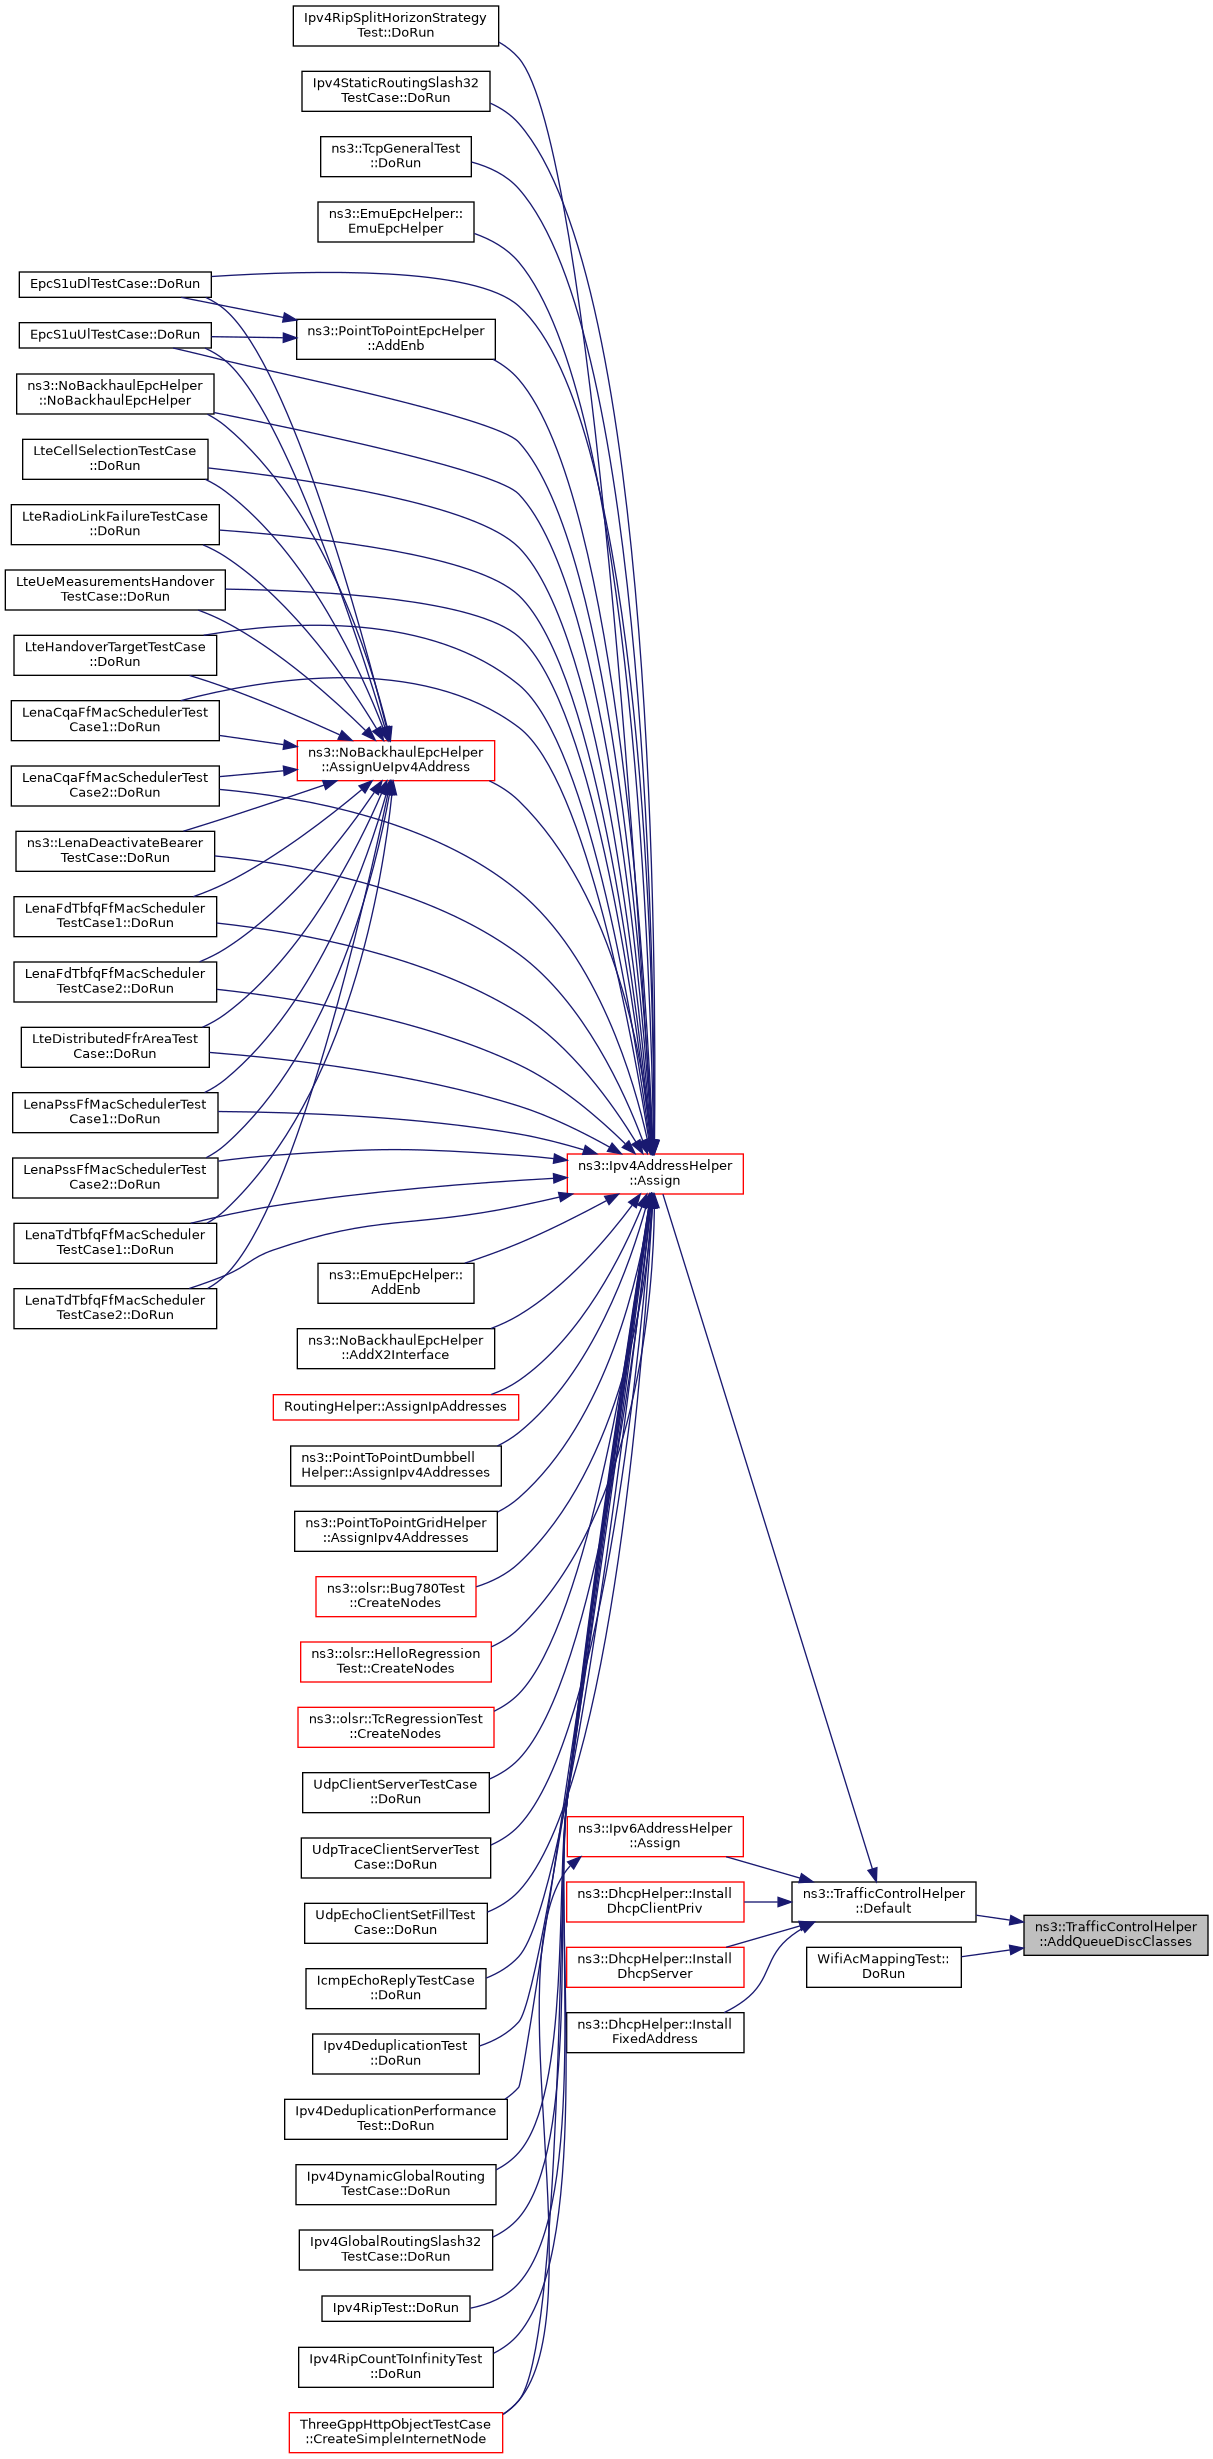 Ipv4RipSplitHorizonStrategy
Test::DoRun
Ipv4StaticRoutingSlash32
TestCase::DoRun
ns3::TcpGeneralTest
::DoRun
ns3::EmuEpcHelper::
EmuEpcHelper
EpcS1uDlTestCase::DoRun
EpcS1uUlTestCase::DoRun
ns3::PointToPointEpcHelper
::AddEnb
ns3::NoBackhaulEpcHelper
::NoBackhaulEpcHelper
LteCellSelectionTestCase
::DoRun
LteRadioLinkFailureTestCase
::DoRun
LteUeMeasurementsHandover
TestCase::DoRun
LteHandoverTargetTestCase
::DoRun
LenaCqaFfMacSchedulerTest
Case1::DoRun
ns3::NoBackhaulEpcHelper
::AssignUeIpv4Address
LenaCqaFfMacSchedulerTest
Case2::DoRun
ns3::LenaDeactivateBearer
TestCase::DoRun
LenaFdTbfqFfMacScheduler
TestCase1::DoRun
LenaFdTbfqFfMacScheduler
TestCase2::DoRun
LteDistributedFfrAreaTest
Case::DoRun
LenaPssFfMacSchedulerTest
Case1::DoRun
LenaPssFfMacSchedulerTest
Case2::DoRun
ns3::Ipv4AddressHelper
::Assign
LenaTdTbfqFfMacScheduler
TestCase1::DoRun
LenaTdTbfqFfMacScheduler
TestCase2::DoRun
ns3::EmuEpcHelper::
AddEnb
ns3::NoBackhaulEpcHelper
::AddX2Interface
RoutingHelper::AssignIpAddresses
ns3::PointToPointDumbbell
Helper::AssignIpv4Addresses
ns3::PointToPointGridHelper
::AssignIpv4Addresses
ns3::olsr::Bug780Test
::CreateNodes
ns3::olsr::HelloRegression
Test::CreateNodes
ns3::olsr::TcRegressionTest
::CreateNodes
UdpClientServerTestCase
::DoRun
UdpTraceClientServerTest
Case::DoRun
UdpEchoClientSetFillTest
Case::DoRun
IcmpEchoReplyTestCase
::DoRun
Ipv4DeduplicationTest
::DoRun
Ipv4DeduplicationPerformance
Test::DoRun
Ipv4DynamicGlobalRouting
TestCase::DoRun
Ipv4GlobalRoutingSlash32
TestCase::DoRun
Ipv4RipTest::DoRun
Ipv4RipCountToInfinityTest
::DoRun
ThreeGppHttpObjectTestCase
::CreateSimpleInternetNode
ns3::Ipv6AddressHelper
::Assign
ns3::DhcpHelper::Install
DhcpClientPriv
ns3::DhcpHelper::Install
DhcpServer
ns3::DhcpHelper::Install
FixedAddress
ns3::TrafficControlHelper
::Default
WifiAcMappingTest::
DoRun
ns3::TrafficControlHelper
::AddQueueDiscClasses